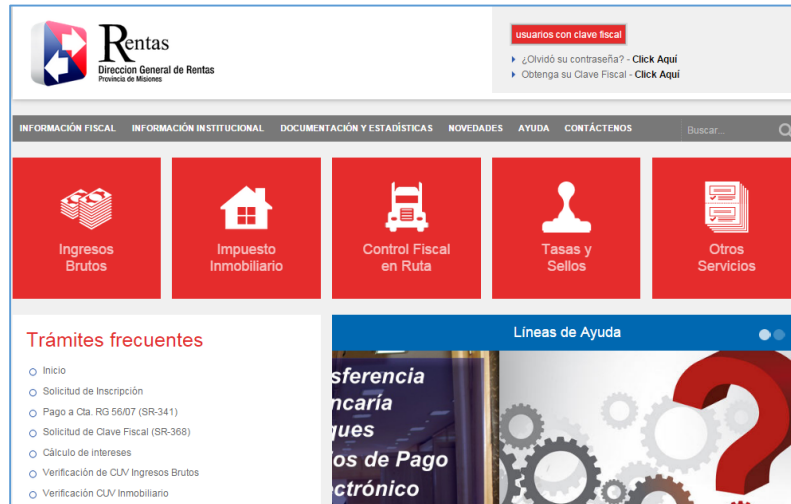 Rentas
Direccion General de Rentas
Provincia de Misiones
usuarios con clave fiscal
¿Olvidó su contraseña? - Click Aquí
Obtenga su Clave Fiscal - Click Aquí
INFORMACIÓN FISCAL INFORMACIÓN INSTITUCIONAL DOCUMENTACIÓN Y ESTADÍSTICAS NOVEDADES AYUDA CONTÁCTENOS Buscar...
Ingresos
Brutos
Impuesto
Inmobiliario
Control Fiscal
en Ruta
Tasas y
Sellos
Otros
Servicios
Trámites frecuentes
Inicio
Solicitud de Inscripción
Pago a Cta. RG 56/07 (SR-341)
Solicitud de Clave Fiscal (SR-368)
Cálculo de intereses
Verificación de CUV Ingresos Brutos
Verificación CUV Inmobiliario
Líneas de Ayuda
sferencia
ncaría
ques
os de Pago
ctrónico